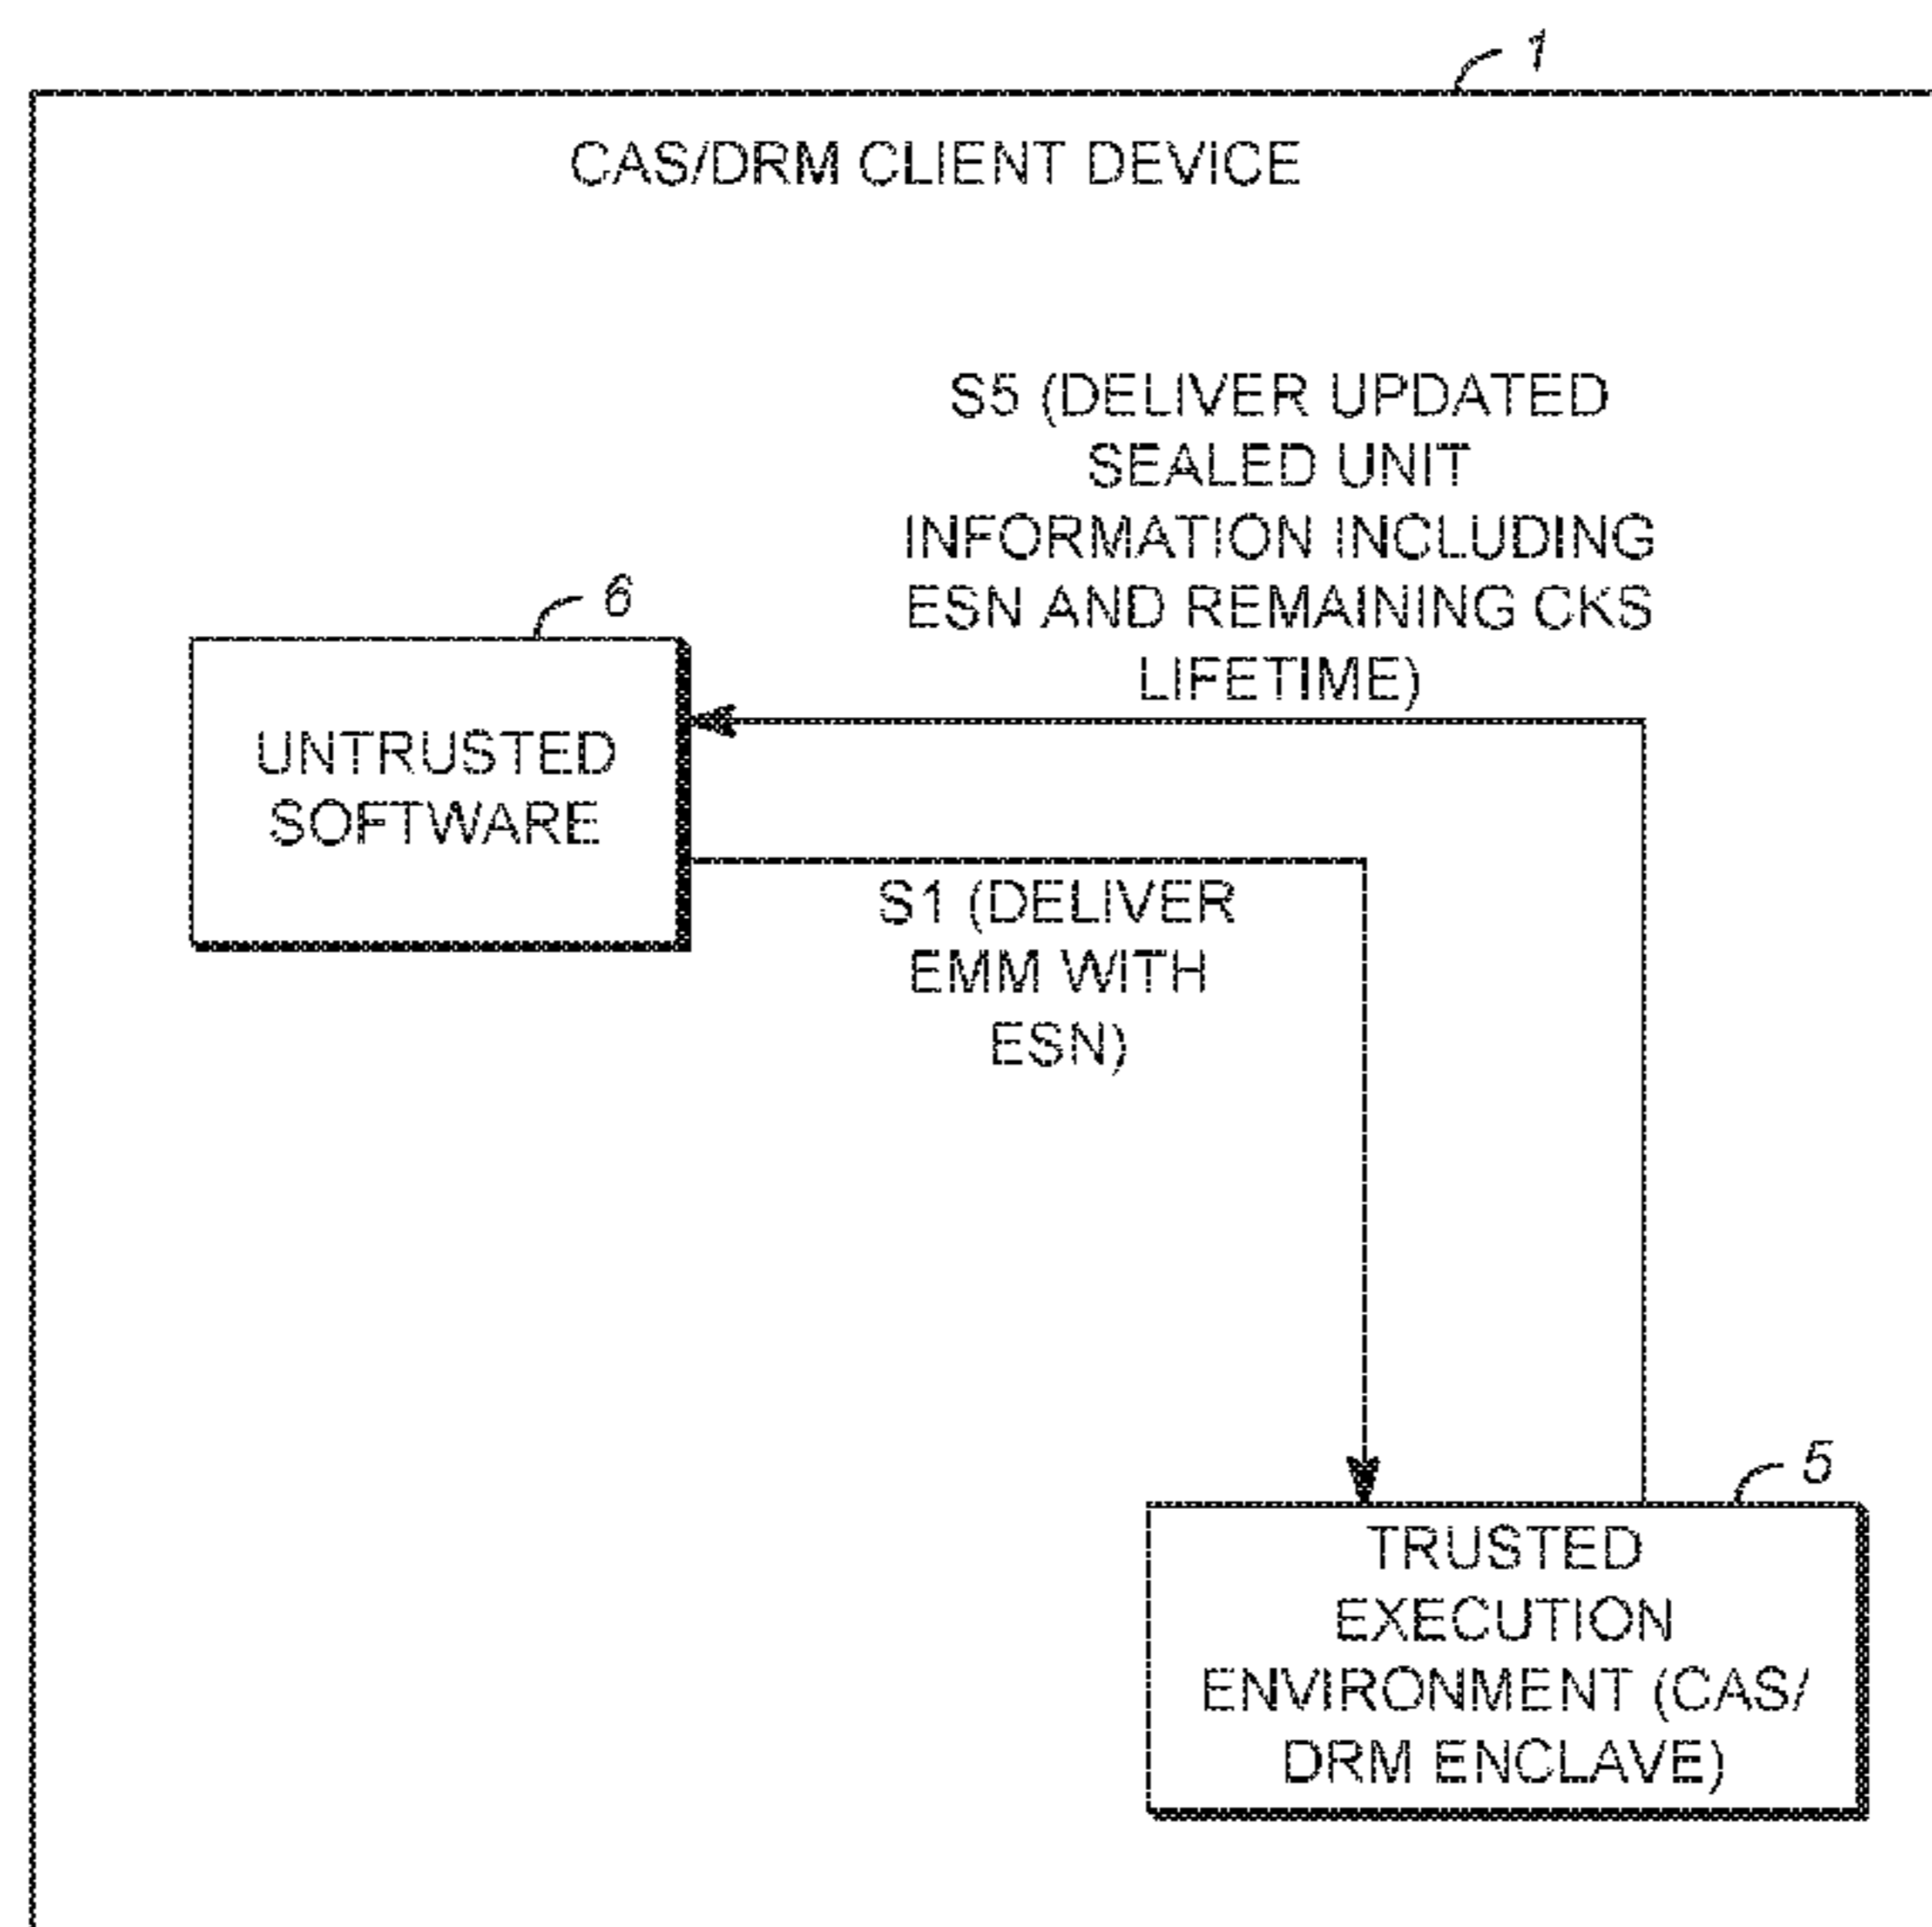 1
CAS/DRM CLIENT DEVICE
S5 (DELIVER UPDATED
SEALED UNIT
INFORMATION INCLUDING
ESN AND REMAINING CKS
LIFETIME)
6
UNTRUSTED
SOFTWARE
S1 (DELIVER
EMM WITH
ESN)
5
TRUSTED
EXECUTION
ENVIRONMENT (CAS/
DRM ENCLAVE)